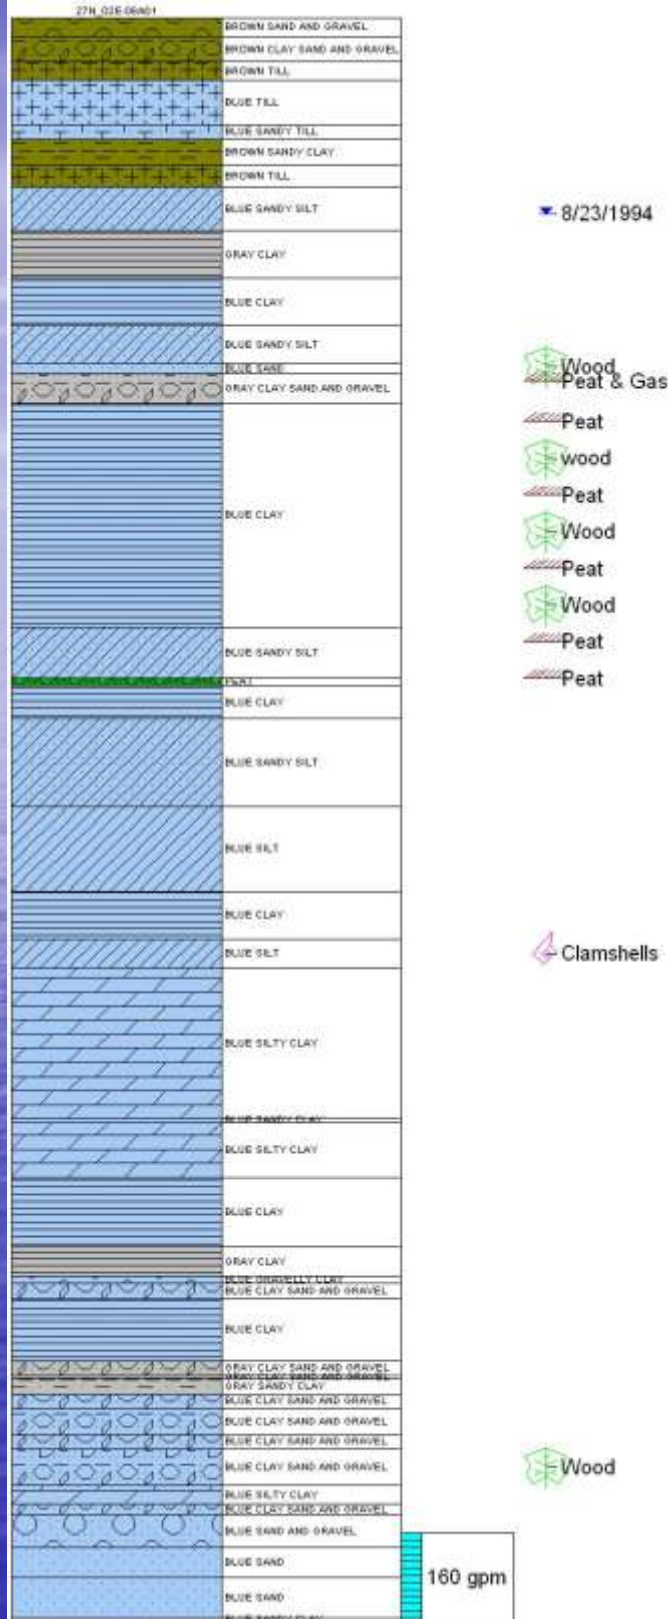 27N_02E-06A01
BROWN SAND AND GRAVEL
BROWN CLAY SAND AND GRAVEL
BROWN TILL
BLUE TILL
BLUE SANDY TILL
BROWN SANDY CLAY
BROWN TILL
BLUE SANDY SILT
8/23/1994
GRAY CLAY
BLUE CLAY
BLUE SANDY SILT
BLUE SAND
Wood
Peat & Gas
GRAY CLAY SAND AND GRAVEL
Peat
wood
Peat
BLUE CLAY
Wood
Peat
Wood
Peat
BLUE SANDY SILT
PEAT
Peat
BLUE CLAY
BLUE SANDY SILT
BLUE SILT
BLUE CLAY
BLUE SILT
Clamshells
BLUE SILTY CLAY
BLUE SANDY CLAY
BLUE SILTY CLAY
BLUE CLAY
GRAY CLAY
BLUE GRAVELLY CLAY
BLUE CLAY SAND AND GRAVEL
BLUE CLAY
GRAY CLAY SAND AND GRAVEL
GRAY CLAY SAND AND GRAVEL
GRAY SANDY CLAY
BLUE CLAY SAND AND GRAVEL
BLUE CLAY SAND AND GRAVEL
BLUE CLAY SAND AND GRAVEL
BLUE CLAY SAND AND GRAVEL
Wood
BLUE SILTY CLAY
BLUE CLAY SAND AND GRAVEL
BLUE SAND AND GRAVEL
BLUE SAND
160 gpm
BLUE SAND
BLUE SANDY CLAY